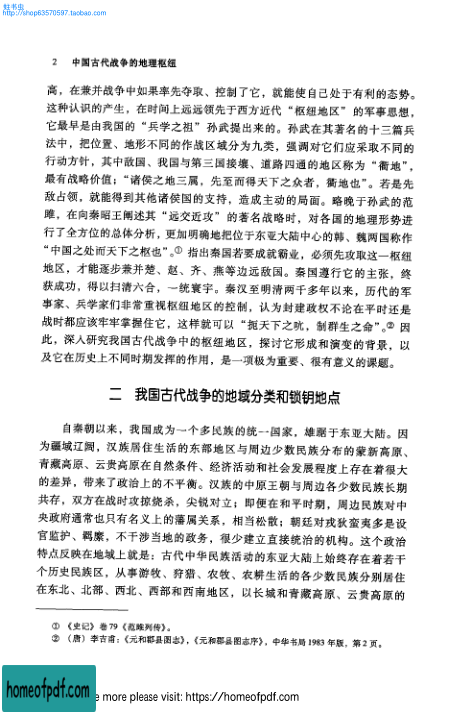 蛀书虫
http://shop63570597.taobao.com
2 中国古代战争的地理枢纽
高，在兼并战争中如果率先夺取、控制了它，就能使自己处于有利的态势。
这种认识的产生，在时间上远远领先于西方近代“枢纽地区”的军事思想，
它最早是由我国的“兵学之祖”孙武提出来的。孙武在其著名的十三篇兵
法中，把位置、地形不同的作战区域分为九类，强调对它们应采取不同的
行动方针，其中敌国、我国与第三国接壤、道路四通的地区称为“衢地”，
最有战略价值；“诸侯之地三属，先至而得天下之众者，衢地也”。若是先
敌占领，就能得到其他诸侯国的支持，造成主动的局面。略晚于孙武的范
雎，在向秦昭王阐述其“远交近攻”的著名战略时，对各国的地理形势进
行了全方位的总体分析，更加明确地把位于东亚大陆中心的韩、魏两国称作
“中国之处而天下之枢也”。① 指出秦国若要成就霸业，必须先攻取这一枢纽
地区，才能逐步兼并楚、赵、齐、燕等边远敌国。秦国遵行它的主张，终
获成功，得以扫清六合，一统寰宇。秦汉至明清两千多年以来，历代的军
事家、兵学家们非常重视枢纽地区的控制，认为封建政权不论在平时还是
战时都应该牢牢掌握住它，这样就可以“扼天下之吭，制群生之命”。② 因
此，深入研究我国古代战争中的枢纽地区，探讨它形成和演变的背景，以
及它在历史上不同时期发挥的作用，是一项极为重要、很有意义的课题。
二 我国古代战争的地域分类和锁钥地点
自秦朝以来，我国成为一个多民族的统一国家，雄踞于东亚大陆。因
为疆域辽阔，汉族居住生活的东部地区与周边少数民族分布的蒙新高原、
青藏高原、云贵高原在自然条件、经济活动和社会发展程度上存在着很大
的差异，带来了政治上的不平衡。汉族的中原王朝与周边各少数民族长期
共存，双方在战时攻掠烧杀，尖锐对立；即便在和平时期，周边民族对中
央政府通常也只有名义上的藩属关系，相当松散；朝廷对戎狄蛮夷多是设
官监护、羁縻，不干涉当地的政务，很少建立直接统治的机构。这个政治
特点反映在地域上就是：古代中华民族活动的东亚大陆上始终存在着若干
个历史民族区，从事游牧、狩猎、农牧、农耕生活的各少数民族分别居住
在东北、北部、西北、西部和西南地区，以长城和青藏高原、云贵高原的
① 《史记》卷79《范雎列传》。
② （唐）李吉甫：《元和郡县图志》，《元和郡县图志序》，中华书局1983年版，第2页。
homeofpdf.com
e more please visit: https://homeofpdf.com